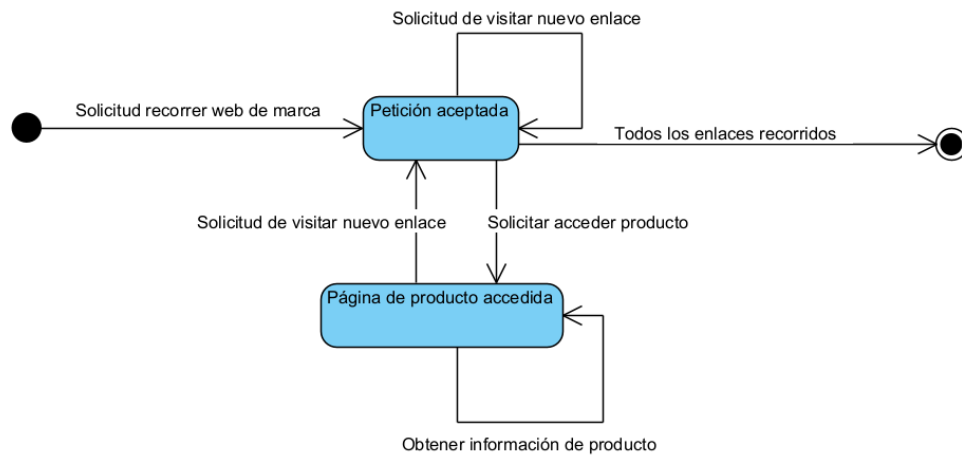 Solicitud de visitar nuevo enlace
Solicitud recorrer web de marca
Petición aceptada
Todos los enlaces recorridos
Solicitud de visitar nuevo enlace
Solicitar acceder producto
Página de producto accedida
Obtener información de producto